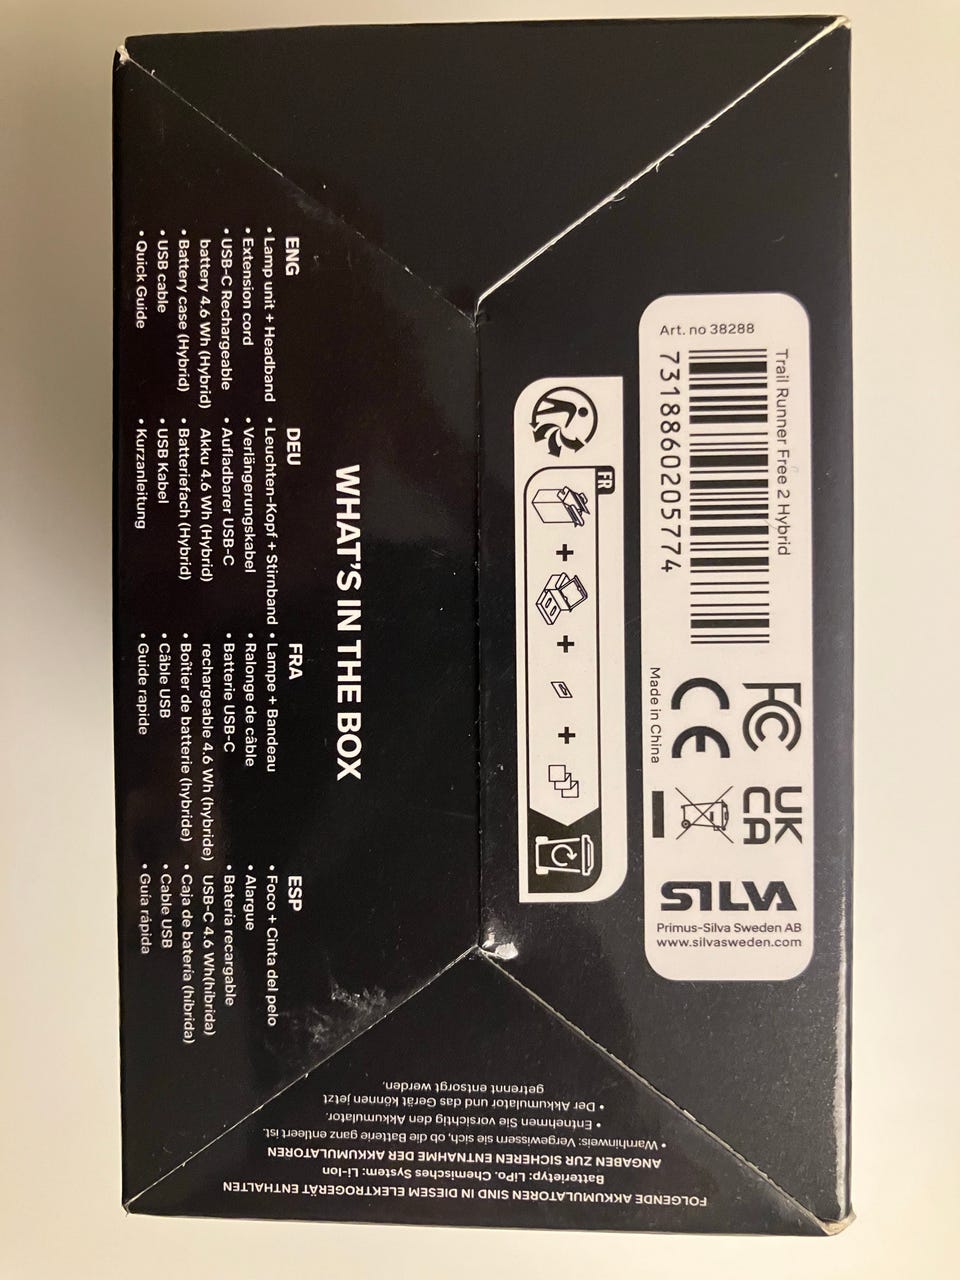 Trail Runner Free 2 Hybrid
Art. no 38288
7318860205774
Made in China
FC
CE
UK
CA
SILVA
Primus-Silva Sweden AB
www.silvasweden.com
FR
+
+
+
WHAT'S IN THE BOX
ENG
• Lamp unit + Headband
• Extension cord
• USB-C Rechargeable
battery 4.6 Wh (Hybrid)
• Battery case (Hybrid)
• USB cable
• Quick Guide
DEU
• Leuchten-Kopf + Stirnband
• Verlängerungskabel
• Aufladbarer USB-C
Akku 4.6 Wh (Hybrid)
• Batteriefach (Hybrid)
• USB Kabel
• Kurzanleitung
FRA
• Lampe + Bandeau
• Ralonge de câble
• Batterie USB-C
rechargeable 4.6 Wh (hybride)
• Boîtier de batterie (hybride)
• Câble USB
• Guide rapide
ESP
• Foco + Cinta del pelo
• Alargue
• Bateria recargable
USB-C 4.6 Wh(híbrida)
• Caja de bateria (híbrida)
• Cable USB
• Guia rápida
FOLGENDE AKKUMULATOREN SIND IN DIESEM ELEKTROGERÄT ENTHALTEN
Batterietyp: LiPo. Chemisches System: Li-Ion
ANGABEN ZUR SICHEREN ENTNAHME DER AKKUMULATOREN
• Warnhinweis: Vergewissern sie sich, ob die Batterie ganz entleert ist.
• Entnehmen Sie vorsichtig den Akkumulator.
• Der Akkumulator und das Gerät können jetzt
getrennt entsorgt werden.